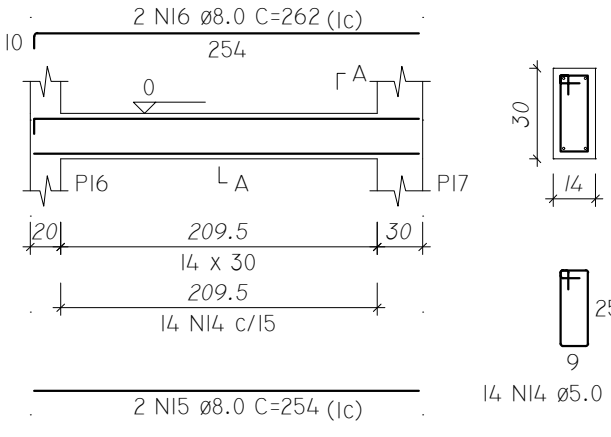 2 N16 ø8.0 C=262 (1c)
10
254
A
0
30
P16
A
P17
14
20
209.5
30
14 x 30
209.5
14 N14 c/15
25
9
14 N14 ø5.0
2 N15 ø8.0 C=254 (1c)